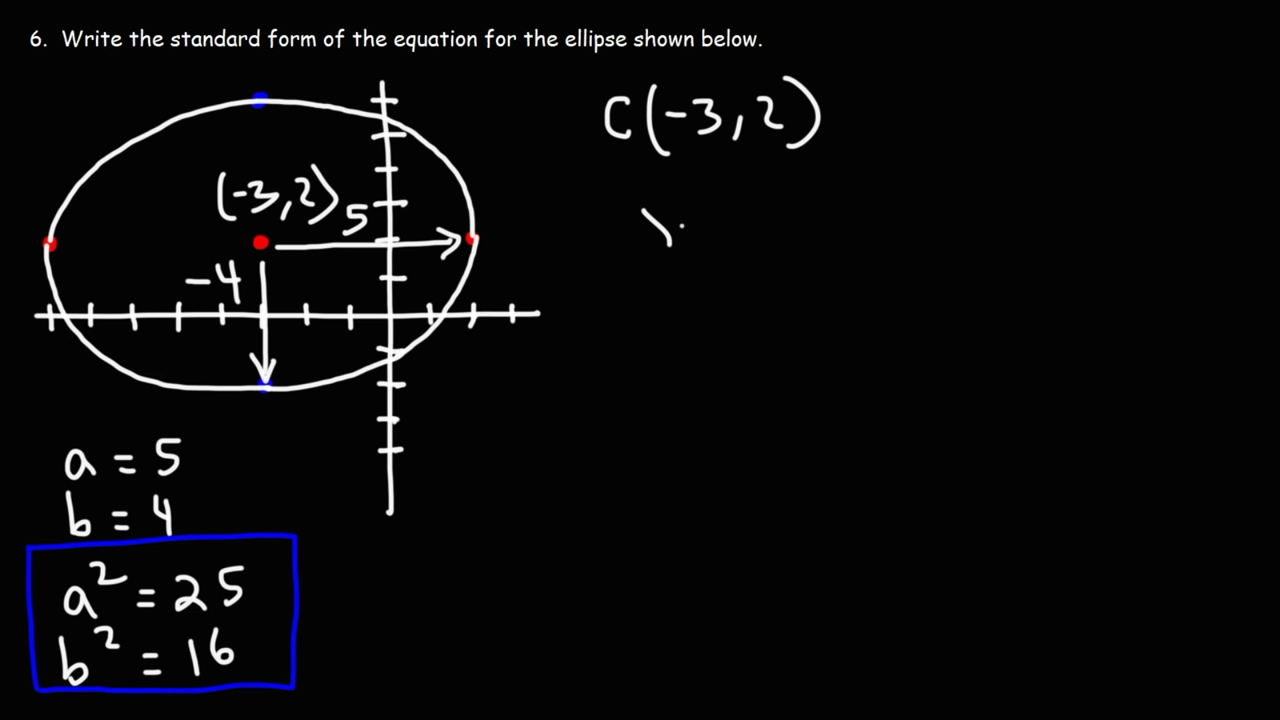 6. Write the standard form of the equation for the ellipse shown below.
C(-3,2)
(-3,2)
5
-4
a = 5
b = 4
a² = 25
b² = 16